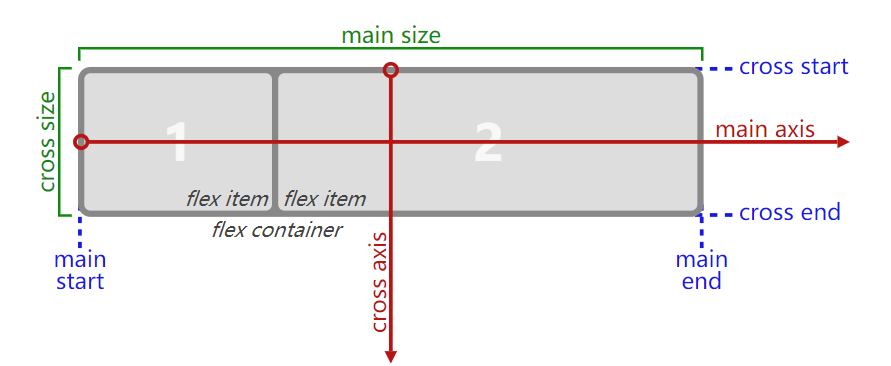 main size
cross start
cross size
1
2
main axis
flex item
flex item
cross end
flex container
cross axis
main
start
main
end